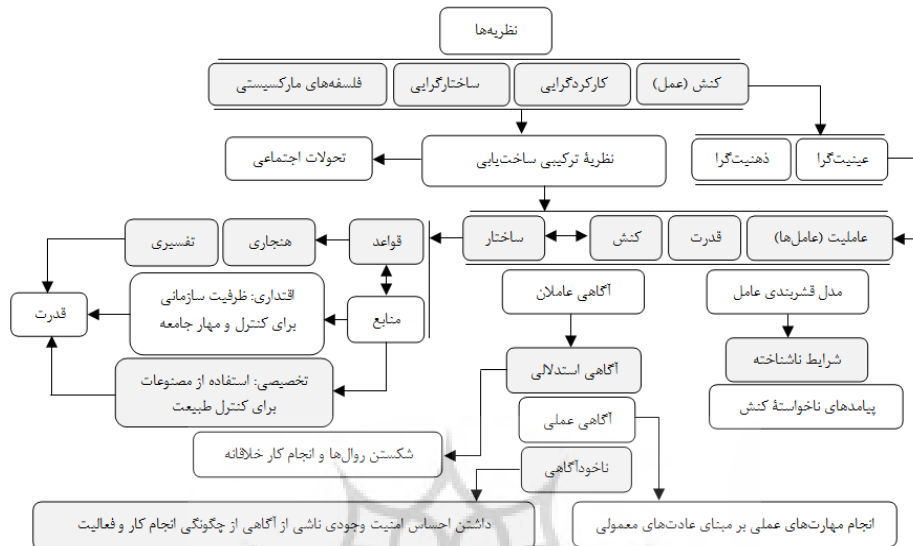 نظریه‌ها
کنش (عمل)
کارکردگرایی
ساختارگرایی
فلسفه‌های مارکسیستی
عینیت‌گرا
ذهنیت‌گرا
نظریهٔ ترکیبی ساخت‌یابی
تحولات اجتماعی
عاملیت (عامل‌ها)
قدرت
کنش
ساختار
قواعد
هنجاری
تفسیری
منابع
اقتداری: ظرفیت سازمانی
برای کنترل و مهار جامعه
قدرت
تخصیصی: استفاده از مصنوعات
برای کنترل طبیعت
مدل قشربندی عامل
آگاهی عاملان
شرایط ناشناخته
پیامدهای ناخواستهٔ کنش
آگاهی استدلالی
آگاهی عملی
ناخودآگاهی
شکستن روال‌ها و انجام کار خلاقانه
انجام مهارت‌های عملی بر مبنای عادت‌های معمولی
داشتن احساس امنیت وجودی ناشی از آگاهی از چگونگی انجام کار و فعالیت